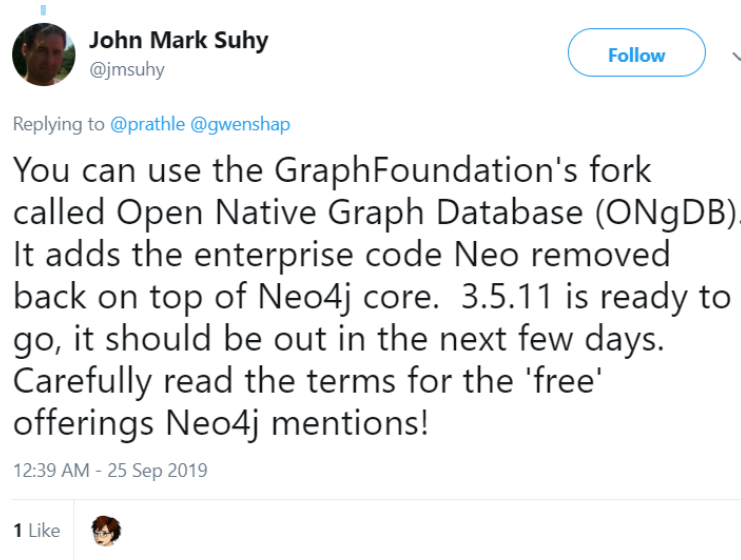 John Mark Suhy
@jmsuhy
Follow
Replying to @prathle @gwenshap
You can use the GraphFoundation's fork
called Open Native Graph Database (ONgDB).
It adds the enterprise code Neo removed
back on top of Neo4j core.  3.5.11 is ready to
go, it should be out in the next few days.
Carefully read the terms for the 'free'
offerings Neo4j mentions!
12:39 AM - 25 Sep 2019
1 Like